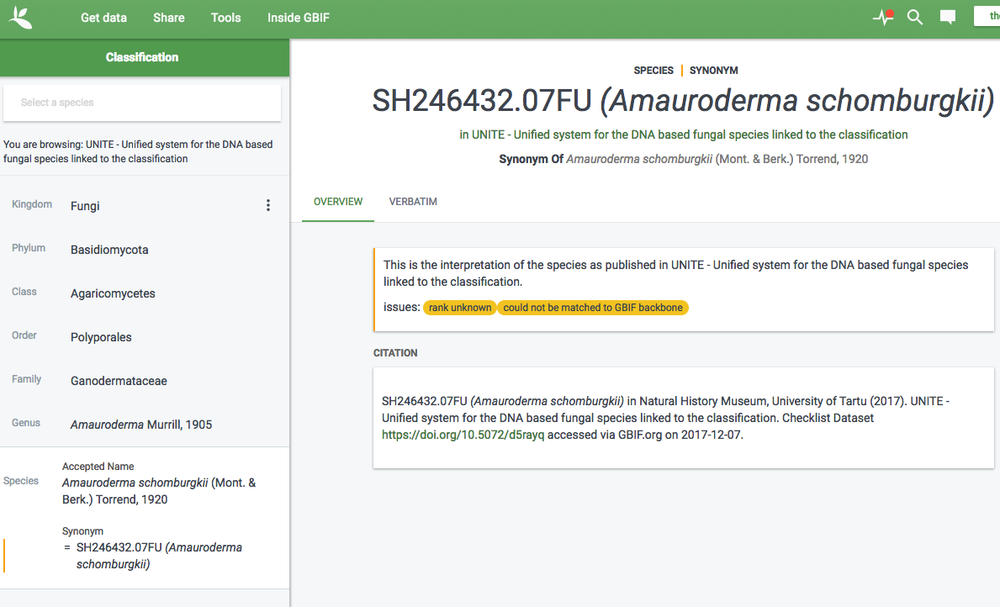 Get data Share Tools Inside GBIF
Classification
Select a species
You are browsing: UNITE - Unified system for the DNA based
fungal species linked to the classification
Kingdom Fungi
Phylum Basidiomycota
Class Agaricomycetes
Order Polyporales
Family Ganodermataceae
Genus Amauroderma Murrill, 1905
Accepted Name
Species Amauroderma schomburgkii (Mont. &
Berk.) Torrend, 1920
Synonym
= SH246432.07FU (Amauroderma
schomburgkii)
SPECIES SYNONYM
SH246432.07FU (Amauroderma schomburgkii)
in UNITE - Unified system for the DNA based fungal species linked to the classification
Synonym Of Amauroderma schomburgkii (Mont. & Berk.) Torrend, 1920
OVERVIEW VERBATIM
This is the interpretation of the species as published in UNITE - Unified system for the DNA based fungal species
linked to the classification.
issues: rank unknown could not be matched to GBIF backbone
CITATION
SH246432.07FU (Amauroderma schomburgkii) in Natural History Museum, University of Tartu (2017). UNITE -
Unified system for the DNA based fungal species linked to the classification. Checklist Dataset
https://doi.org/10.5072/d5rayq accessed via GBIF.org on 2017-12-07.